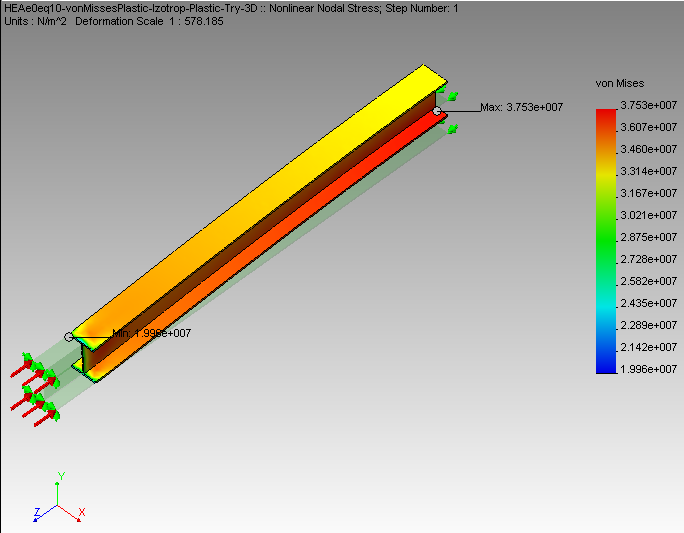 HEAe0eq10-vonMissesPlastic-Izotrop-Plastic-Try-3D :: Nonlinear Nodal Stress; Step Number: 1
Units : N/m^2 Deformation Scale 1 : 578.185
von Mises
Max: 3.753e+007
3.753e+007
3.607e+007
3.460e+007
3.314e+007
3.167e+007
3.021e+007
2.875e+007
2.728e+007
2.582e+007
2.435e+007
2.289e+007
2.142e+007
1.996e+007
Min: 1.996e+007
Y
Z
X